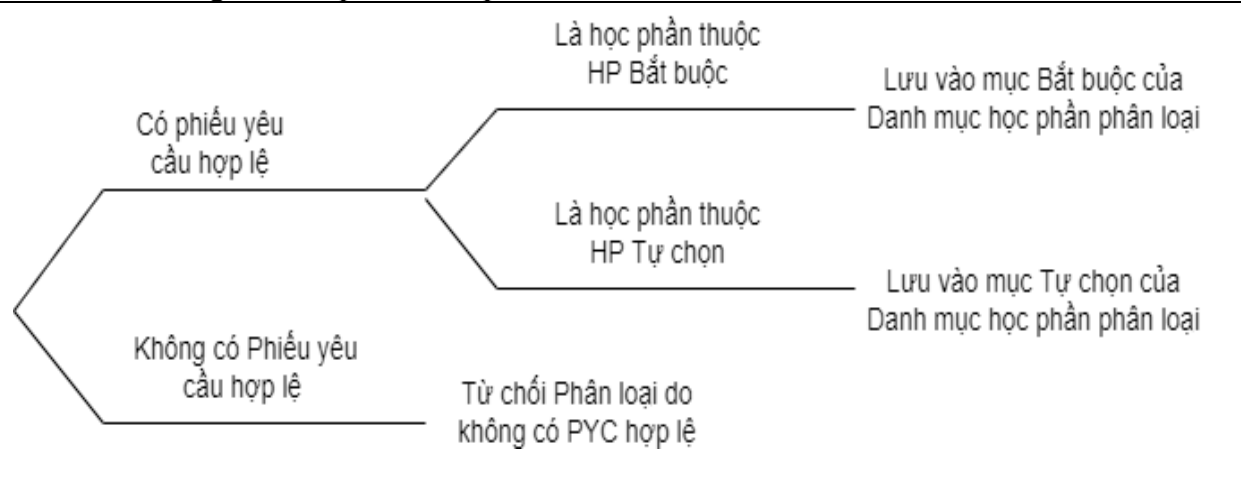 Là học phần thuộc
HP Bắt buộc
Lưu vào mục Bắt buộc của
Danh mục học phần phân loại
Có phiếu yêu
cầu hợp lệ
Là học phần thuộc
HP Tự chọn
Lưu vào mục Tự chọn của
Danh mục học phần phân loại
Không có Phiếu yêu
cầu hợp lệ
Từ chối Phân loại do
không có PYC hợp lệ